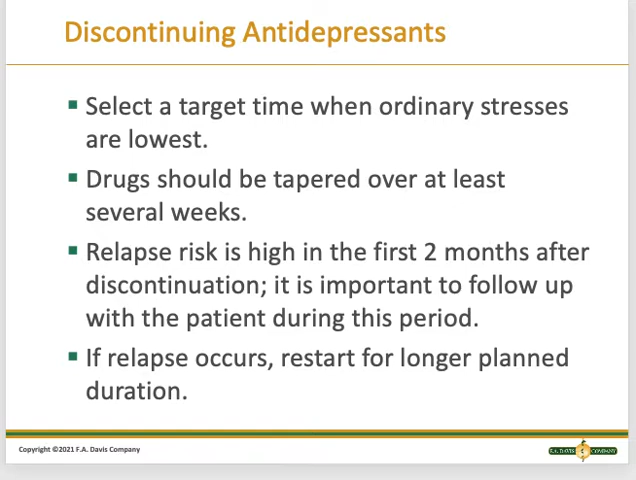 Discontinuing Antidepressants
▪ Select a target time when ordinary stresses
are lowest.
▪ Drugs should be tapered over at least
several weeks.
▪ Relapse risk is high in the first 2 months after
discontinuation; it is important to follow up
with the patient during this period.
▪ If relapse occurs, restart for longer planned
duration.
Copyright ©2021 F.A. Davis Company
F.A. DAVIS COMPANY